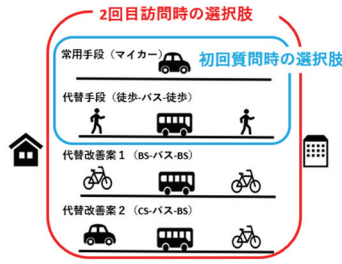 2回目訪問時の選択肢
常用手段（マイカー）
初回質問時の選択肢
代替手段（徒歩-バス-徒歩）
代替改善案１（BS-バス-BS）
代替改善案２（CS-バス-BS）